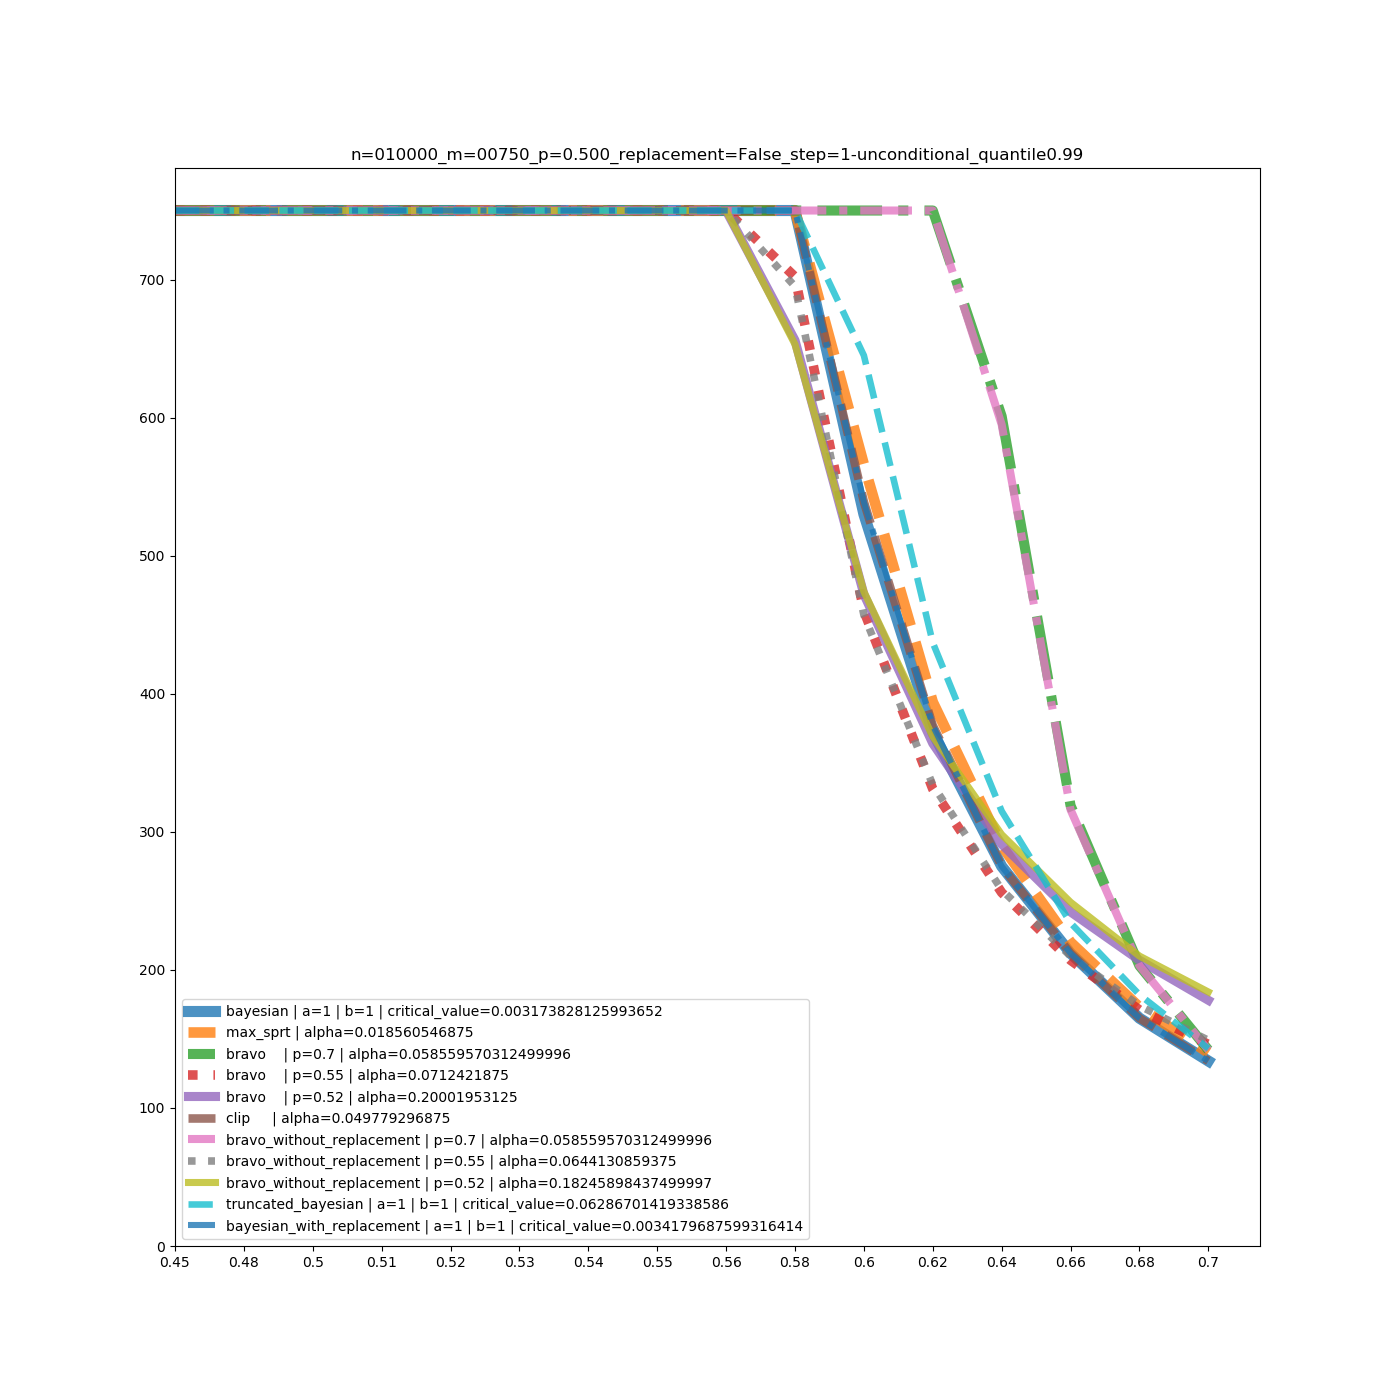 n=010000_m=00750_p=0.500_replacement=False_step=1-unconditional_quantile0.99
700
600
500
400
300
200
100
0
bayesian | a=1 | b=1 | critical_value=0.003173828125993652
max_sprt | alpha=0.018560546875
bravo | p=0.7 | alpha=0.058559570312499996
bravo | p=0.55 | alpha=0.0712421875
bravo | p=0.52 | alpha=0.20001953125
clip | alpha=0.049779296875
bravo_without_replacement | p=0.7 | alpha=0.058559570312499996
bravo_without_replacement | p=0.55 | alpha=0.0644130859375
bravo_without_replacement | p=0.52 | alpha=0.18245898437499997
truncated_bayesian | a=1 | b=1 | critical_value=0.06286701419338586
bayesian_with_replacement | a=1 | b=1 | critical_value=0.0034179687599316414
0.45 0.48 0.5 0.51 0.52 0.53 0.54 0.55 0.56 0.58 0.6 0.62 0.64 0.66 0.68 0.7